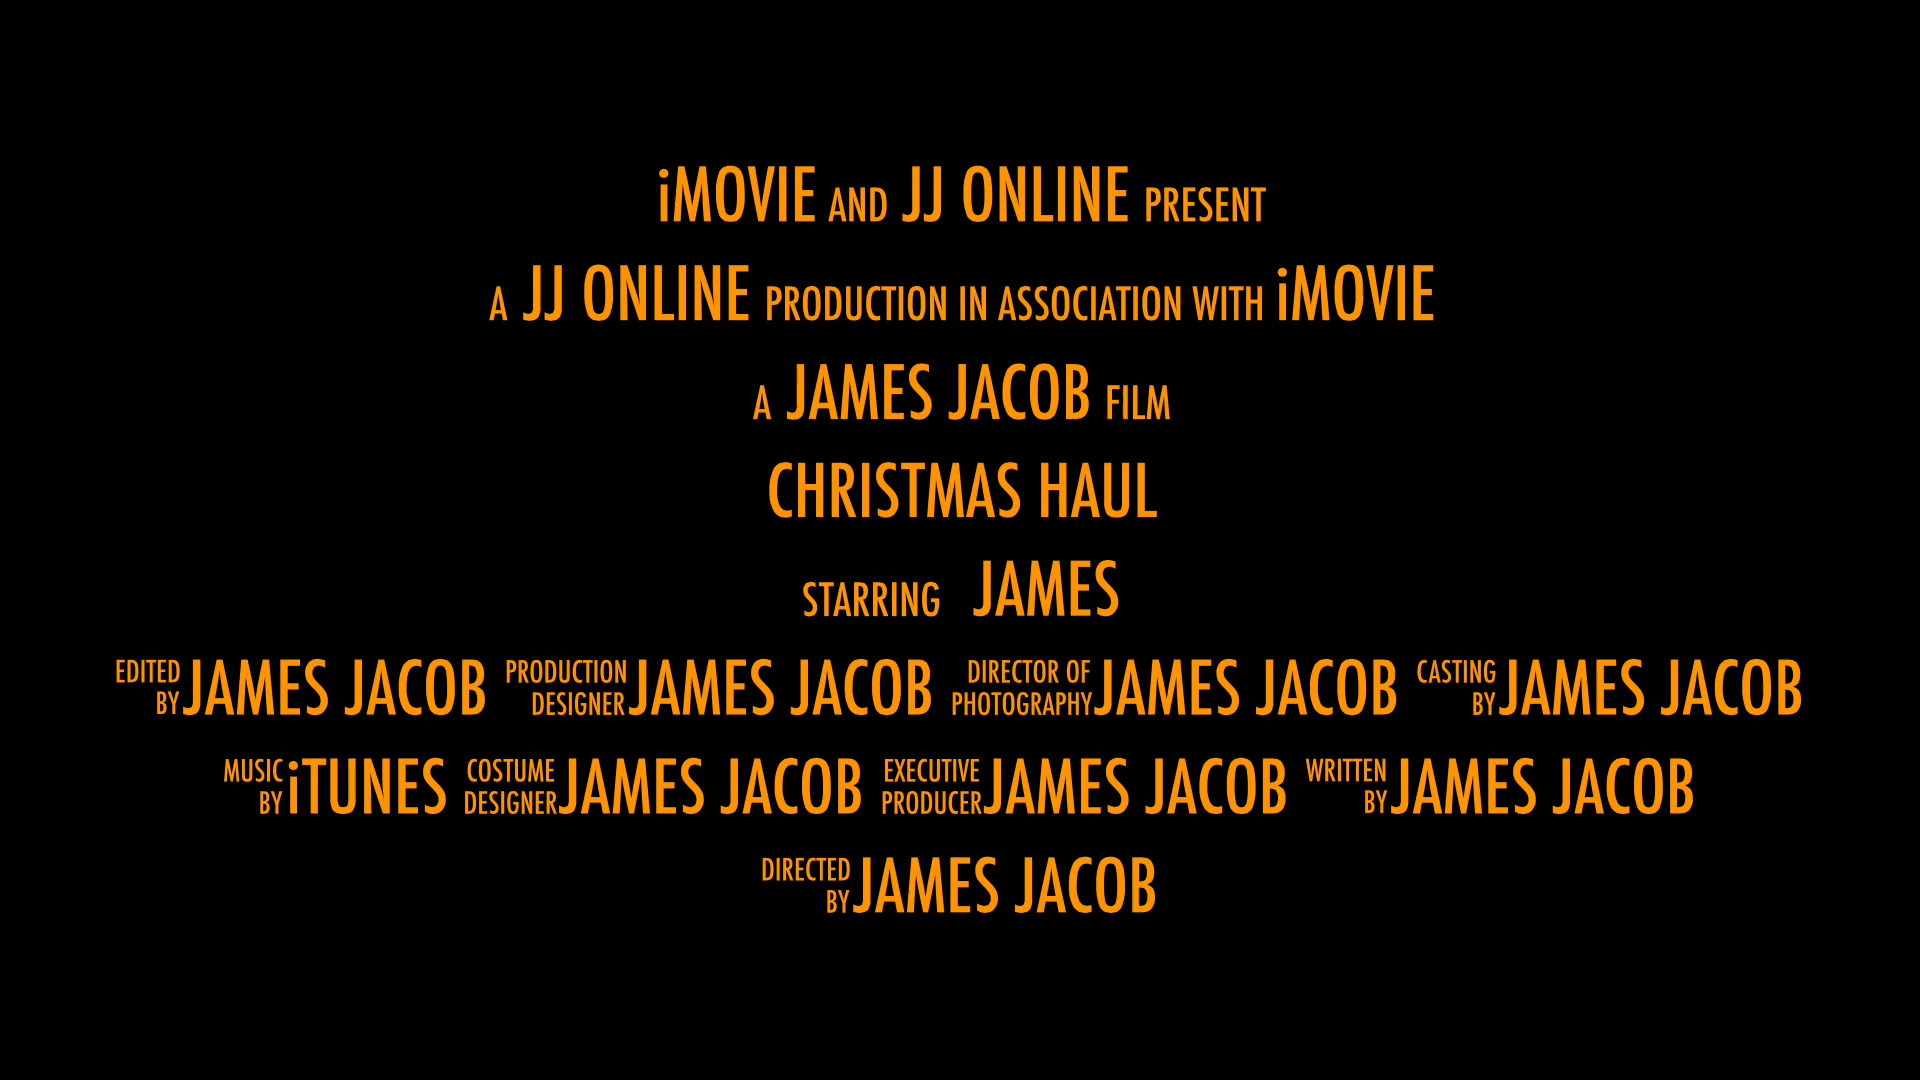 iMOVIE AND JJ ONLINE PRESENT
A JJ ONLINE PRODUCTION IN ASSOCIATION WITH iMOVIE
A JAMES JACOB FILM
CHRISTMAS HAUL
STARRING JAMES
EDITED BY JAMES JACOB PRODUCTION DESIGNER JAMES JACOB DIRECTOR OF PHOTOGRAPHY JAMES JACOB CASTING BY JAMES JACOB
MUSIC BY iTUNES COSTUME DESIGNER JAMES JACOB EXECUTIVE PRODUCER JAMES JACOB WRITTEN BY JAMES JACOB
DIRECTED BY JAMES JACOB